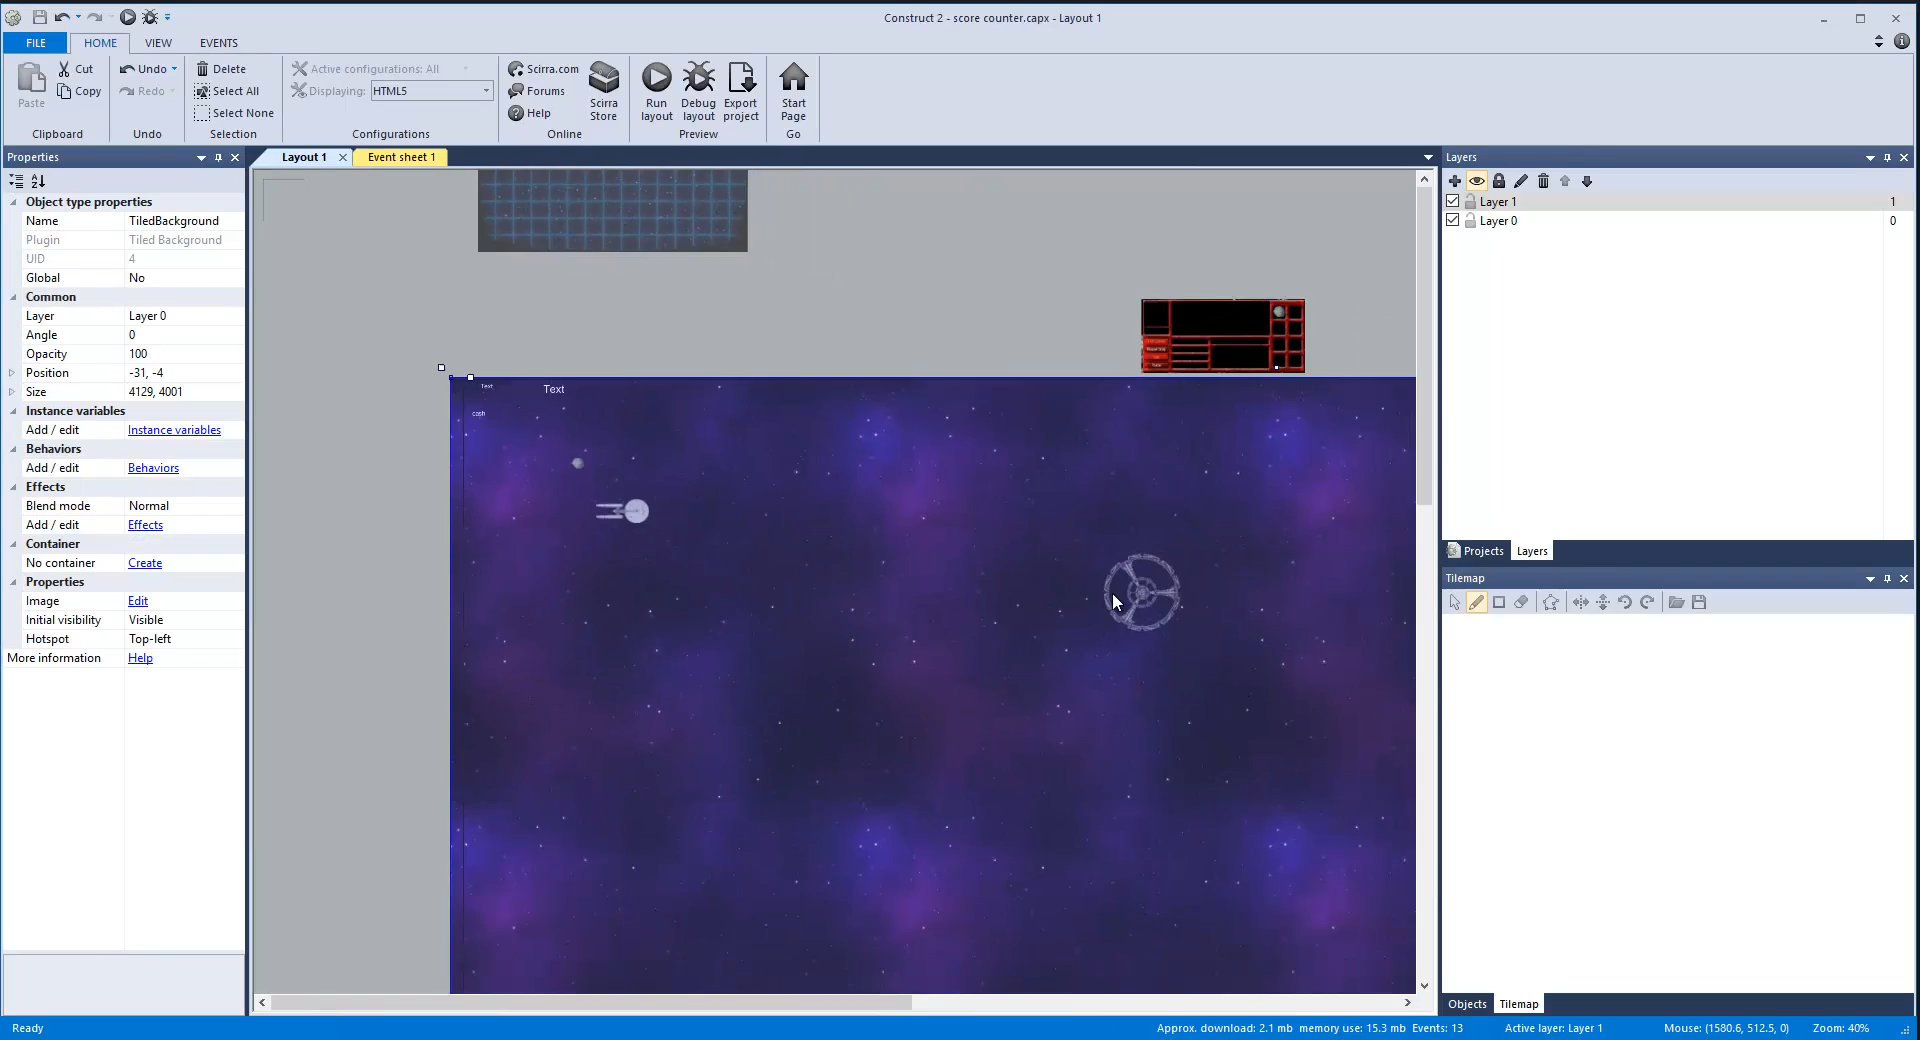 Construct 2 - score counter.capx - Layout 1
FILE HOME VIEW EVENTS
Paste Cut Copy
Clipboard
Undo
Redo
Undo
Delete
Select All
Select None
Selection
Active configurations: All
Displaying: HTML5
Configurations
Scirra.com
Forums
Help
Scirra Store
Online
Run layout
Debug layout
Export project
Preview
Start Page
Go
Properties
Object type properties
Name TiledBackground
Plugin Tiled Background
UID 4
Global No
Common
Layer Layer 0
Angle 0
Opacity 100
Position -31, -4
Size 4129, 4001
Instance variables
Add / edit Instance variables
Behaviors
Add / edit Behaviors
Effects
Blend mode Normal
Add / edit Effects
Container
No container Create
Properties
Image Edit
Initial visibility Visible
Hotspot Top-left
More information Help
Layout 1 Event sheet 1
Text Text
cash
Layers
Layer 1 1
Layer 0 0
Projects Layers
Tilemap
Objects Tilemap
Ready
Approx. download: 2.1 mb memory use: 15.3 mb Events: 13 Active layer: Layer 1 Mouse: (1580.6, 512.5, 0) Zoom: 40%